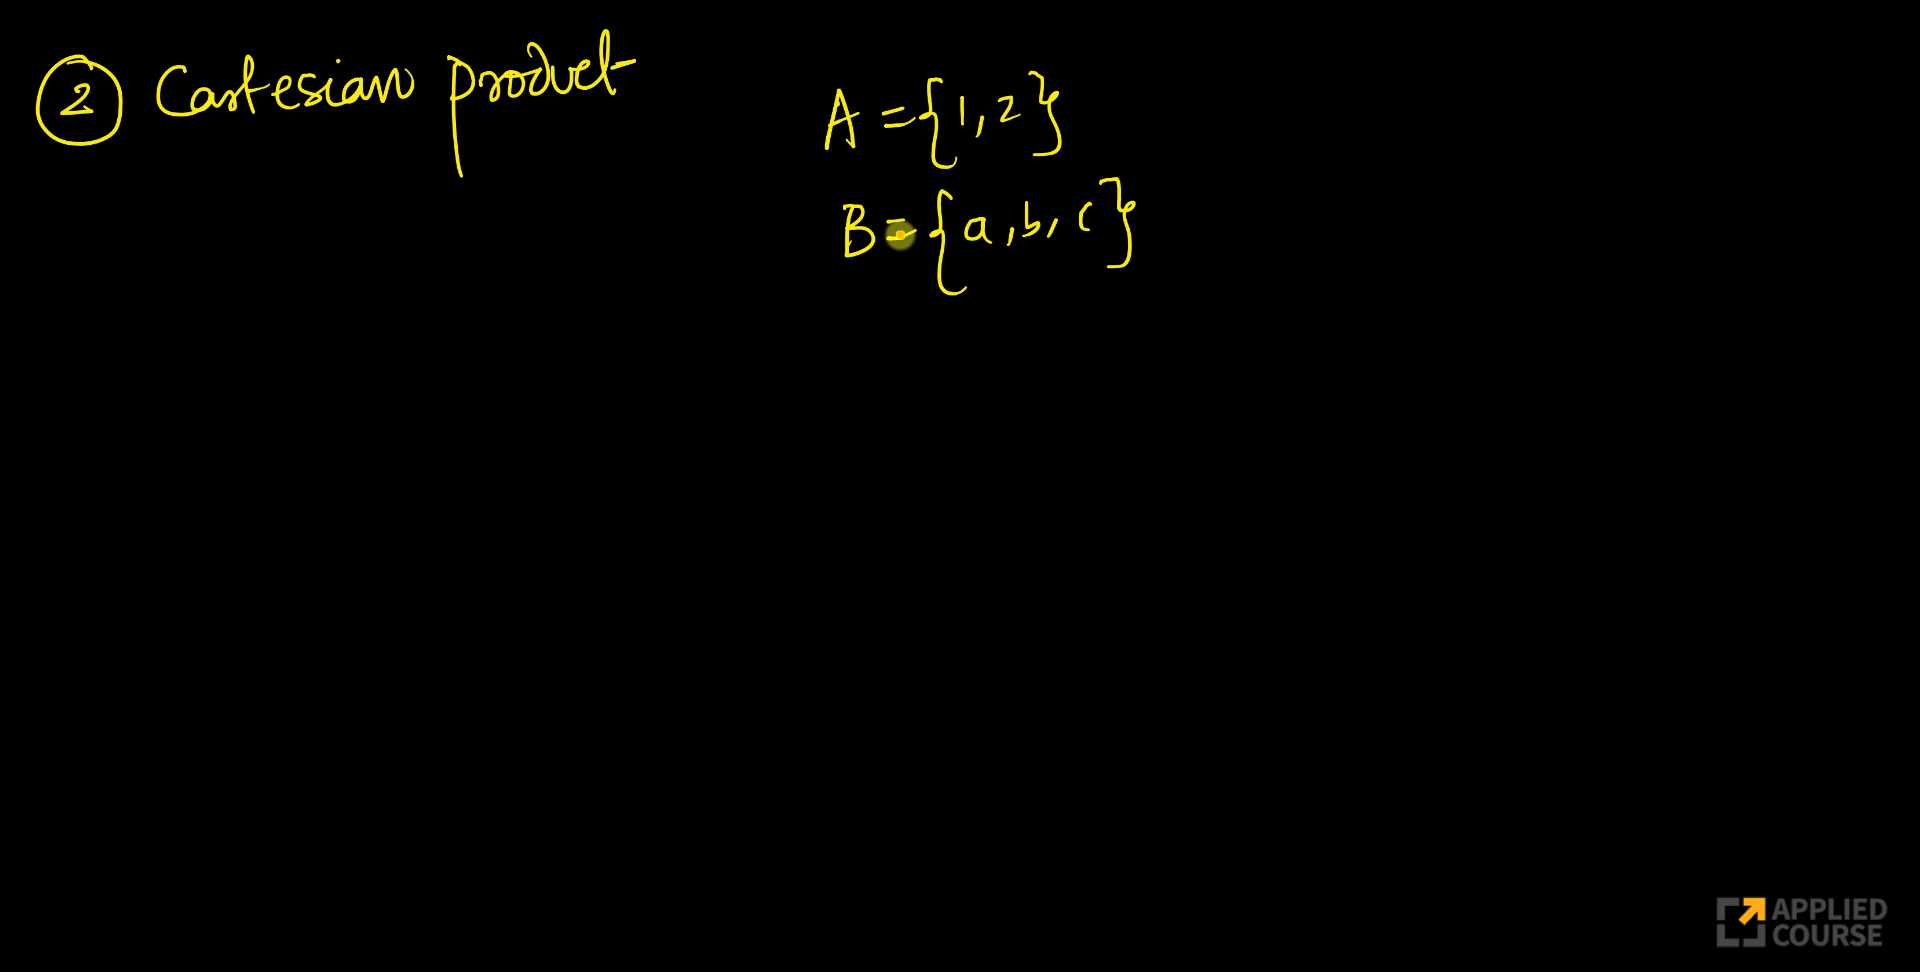 2 Cartesian product
A = {1, 2}
B = {a, b, c}
APPLIED
COURSE